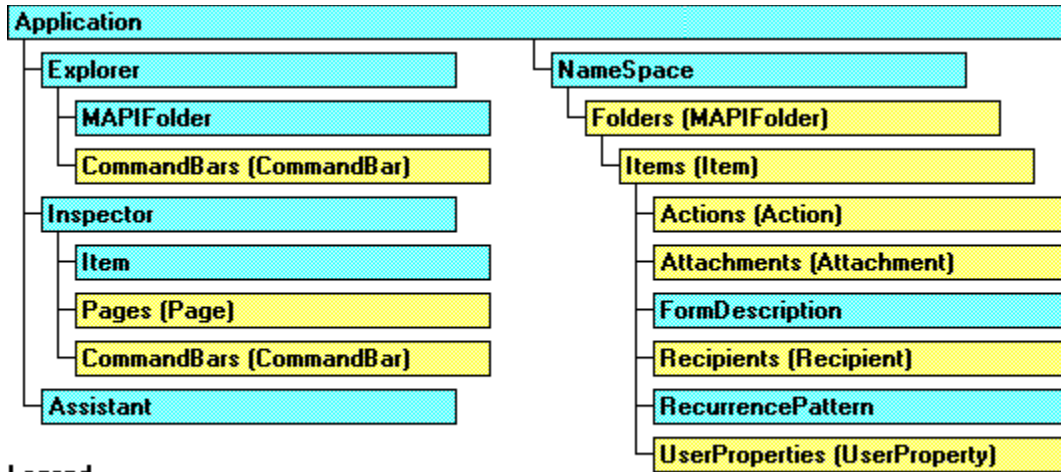 Application
Explorer
MAPIFolder
CommandBars (CommandBar)
Inspector
Item
Pages (Page)
CommandBars (CommandBar)
Assistant
NameSpace
Folders (MAPIFolder)
Items (Item)
Actions (Action)
Attachments (Attachment)
FormDescription
Recipients (Recipient)
RecurrencePattern
UserProperties (UserProperty)